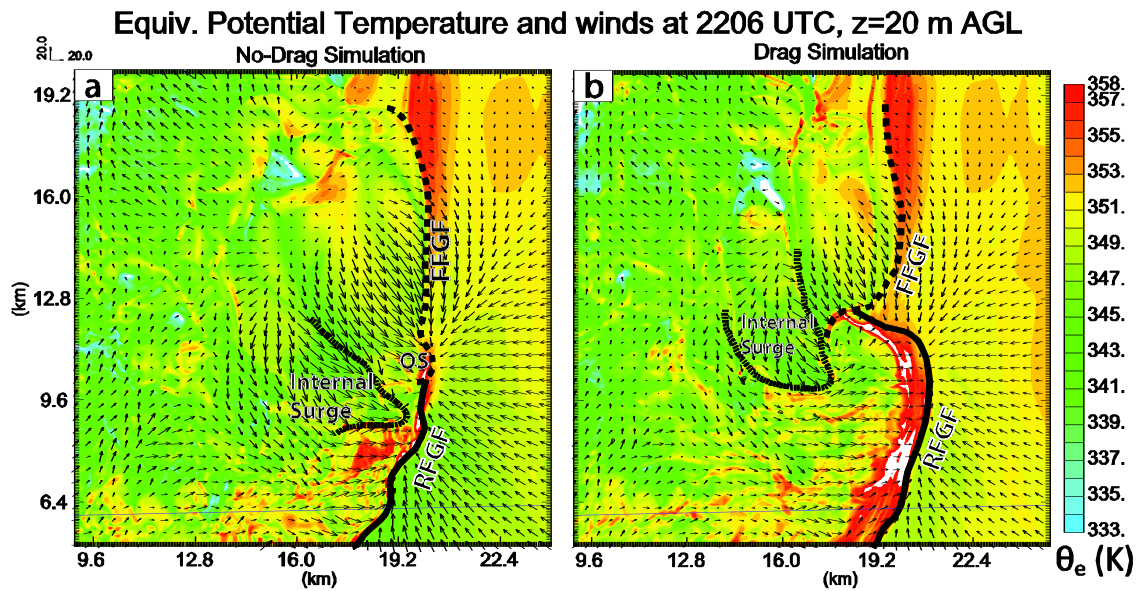 Equiv. Potential Temperature and winds at 2206 UTC, z=20 m AGL
20.0
20.0
No-Drag Simulation
Drag Simulation
a
b
19.2
16.0
12.8
9.6
6.4
(km)
FFGF
QS
Internal
Surge
RFGF
FFGF
Internal
Surge
RFGF
9.6
12.8
16.0
19.2
22.4
(km)
9.6
12.8
16.0
19.2
22.4
(km)
358.
357.
355.
353.
351.
349.
347.
345.
343.
341.
339.
337.
335.
333.
θe (K)